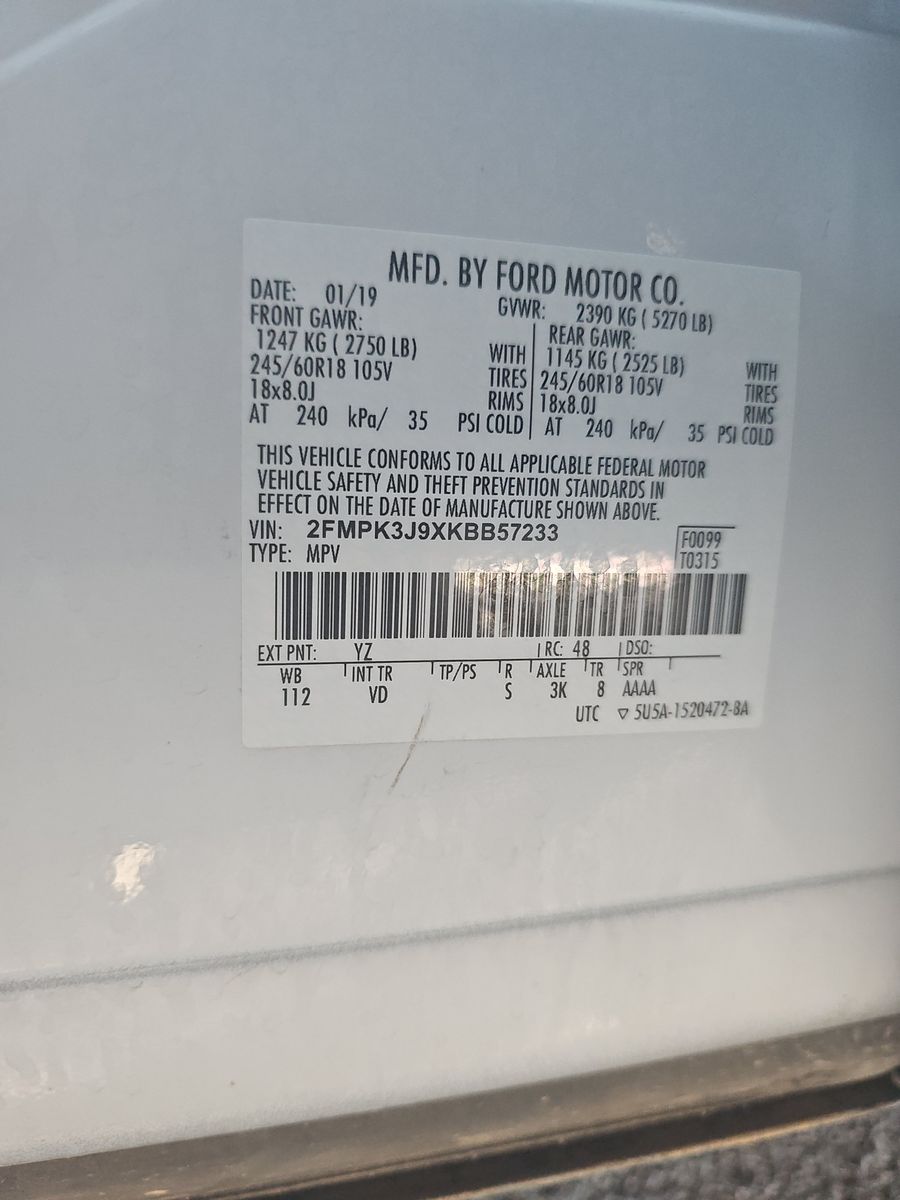 MFD. BY FORD MOTOR CO.
DATE: 01/19
GVWR: 2390 KG ( 5270 LB)
FRONT GAWR:
1247 KG ( 2750 LB) WITH
245/60R18 105V TIRES
18x8.0J RIMS
AT 240 kPa/ 35 PSI COLD
REAR GAWR:
1145 KG ( 2525 LB) WITH
245/60R18 105V TIRES
18x8.0J RIMS
AT 240 kPa/ 35 PSI COLD
THIS VEHICLE CONFORMS TO ALL APPLICABLE FEDERAL MOTOR
VEHICLE SAFETY AND THEFT PREVENTION STANDARDS IN
EFFECT ON THE DATE OF MANUFACTURE SHOWN ABOVE.
VIN: 2FMPK3J9XKBB57233
F0099
TYPE: MPV
T0315
EXT PNT: YZ RC: 48 DSO:
WB INT TR TP/PS R AXLE TR SPR
112 VD S 3K 8 AAAA
UTC ▽ 5U5A-1520472-BA